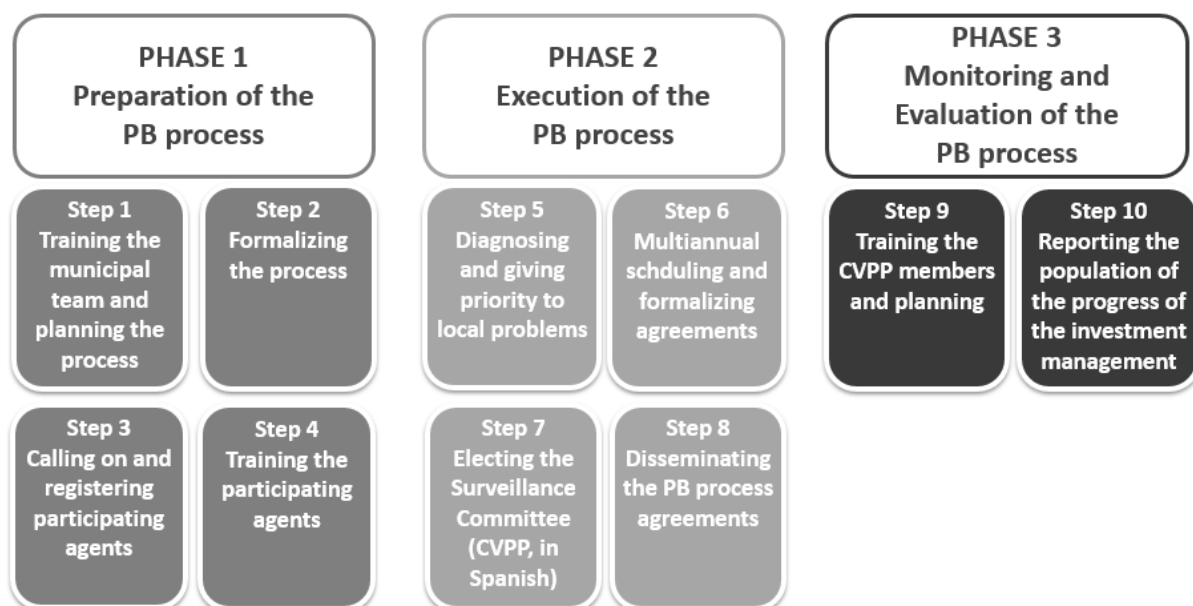 PHASE 1
Preparation of the
PB process
Step 1
Training the
municipal
team and
planning the
process
Step 2
Formalizing
the process
Step 3
Calling on and
registering
participating
agents
Step 4
Training the
participating
agents
PHASE 2
Execution of the
PB process
Step 5
Diagnosing
and giving
priority to
local problems
Step 6
Multiannual
schduling and
formalizing
agreements
Step 7
Electing the
Surveillance
Committee
(CVPP, in
Spanish)
Step 8
Disseminating
the PB process
agreements
PHASE 3
Monitoring and
Evaluation of the
PB process
Step 9
Training the
CVPP members
and planning
Step 10
Reporting the
population of
the progress of
the investment
management